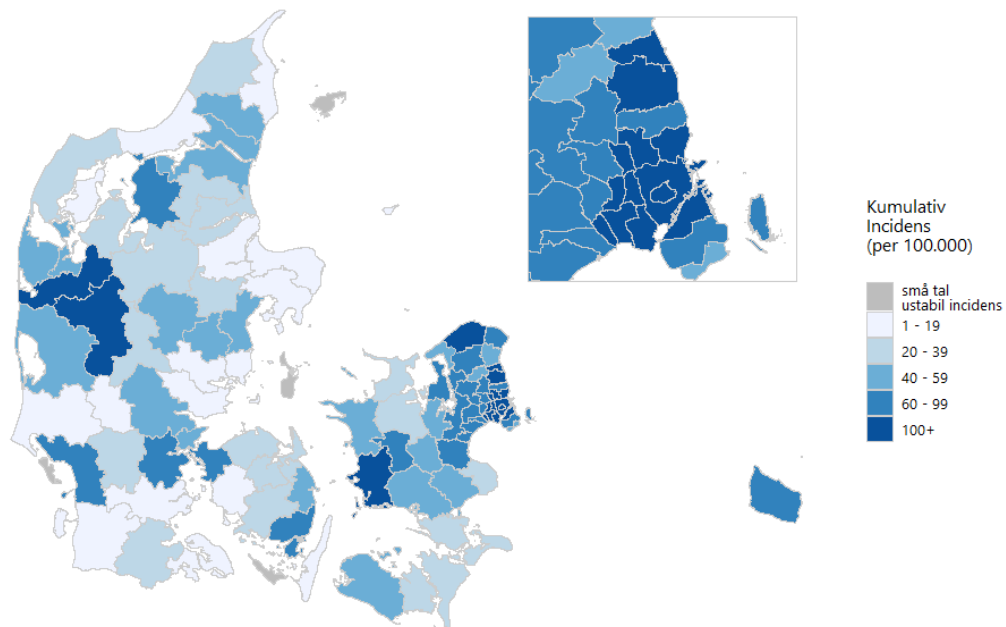 Kumulativ
Incidens
(per 100.000)
små tal
ustabil incidens
1 - 19
20 - 39
40 - 59
60 - 99
100+